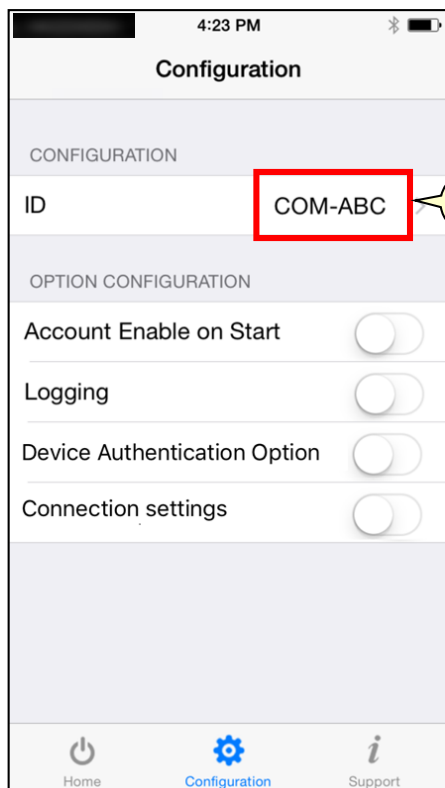 4:23 PM
Configuration
CONFIGURATION
ID COM-ABC
OPTION CONFIGURATION
Account Enable on Start
Logging
Device Authentication Option
Connection settings
Home Configuration Support